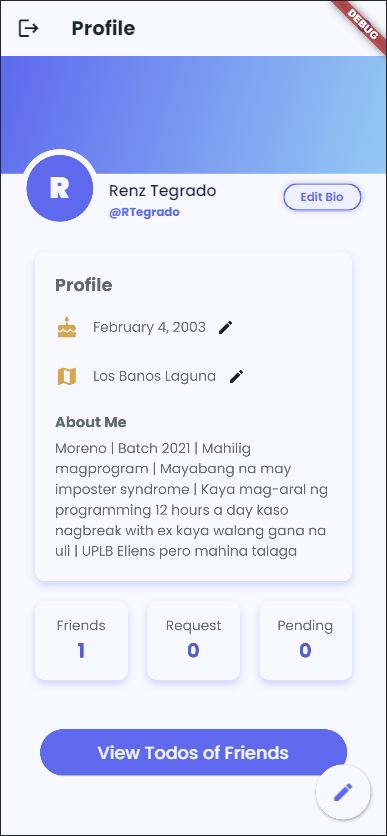 Profile
DEBUG
R
Renz Tegrado
@RTegrado
Edit Bio
Profile
February 4, 2003
Los Banos Laguna
About Me
Moreno | Batch 2021 | Mahilig
magprogram | Mayabang na may
imposter syndrome | Kaya mag-aral ng
programming 12 hours a day kaso
nagbreak with ex kaya walang gana na
uli | UPLB Eliens pero mahina talaga
Friends
1
Request
0
Pending
0
View Todos of Friends